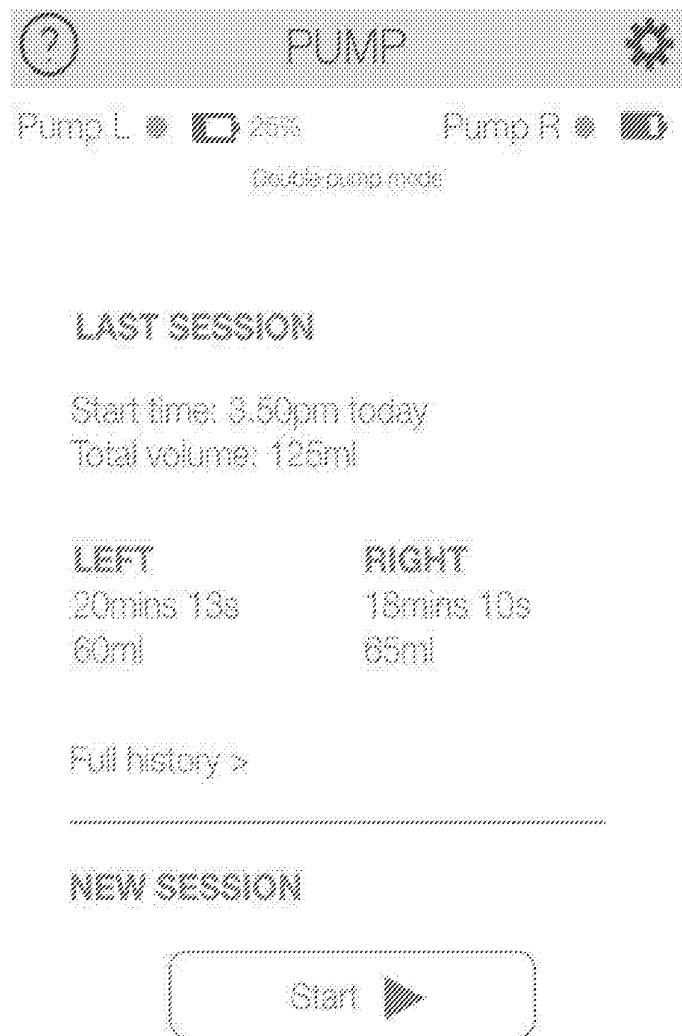 ? PUMP
Pump L 25% Pump R
Double pump mode
LAST SESSION
Start time: 3.50pm today
Total volume: 125ml
LEFT RIGHT
20mins 13s 18mins 10s
60ml 65ml
Full history >
NEW SESSION
Start